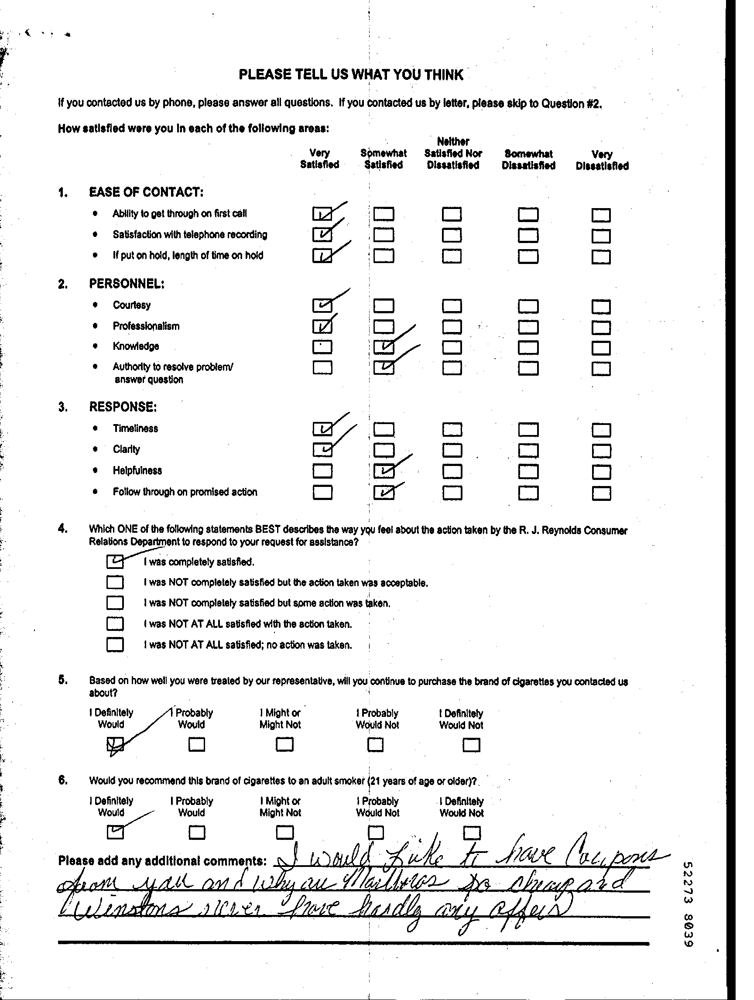 PLEASE TELL US WHAT YOU THINK
If you contacted us by phone, please answer all questions. If you contacted us by letter, please skip to Question #2.
How satisfied were you in each of the following areas:
Very Satisfied
Somewhat Satisfied
Neither Satisfied Nor Dissatisfied
Somewhat Dissatisfied
Very Dissatisfied
1. EASE OF CONTACT:
• Ability to get through on first call
• Satisfaction with telephone recording
• If put on hold, length of time on hold
2. PERSONNEL:
• Courtesy
• Professionalism
• Knowledge
• Authority to resolve problem/
answer question
3. RESPONSE:
• Timeliness
• Clarity
• Helpfulness
• Follow through on promised action
4. Which ONE of the following statements BEST describes the way you feel about the action taken by the R. J. Reynolds Consumer
Relations Department to respond to your request for assistance?
I was completely satisfied.
I was NOT completely satisfied but the action taken was acceptable.
I was NOT completely satisfied but some action was taken.
I was NOT AT ALL satisfied with the action taken.
I was NOT AT ALL satisfied; no action was taken.
5. Based on how well you were treated by our representative, will you continue to purchase the brand of cigarettes you contacted us
about?
I Definitely Would
I Probably Would
I Might or Might Not
I Probably Would Not
I Definitely Would Not
6. Would you recommend this brand of cigarettes to an adult smoker (21 years of age or older)?
I Definitely Would
I Probably Would
I Might or Might Not
I Probably Would Not
I Definitely Would Not
Please add any additional comments: I would like to have Coupons
from you and why are Marlboros so cheap and
Winstons never have hardly any offers
52273 8039